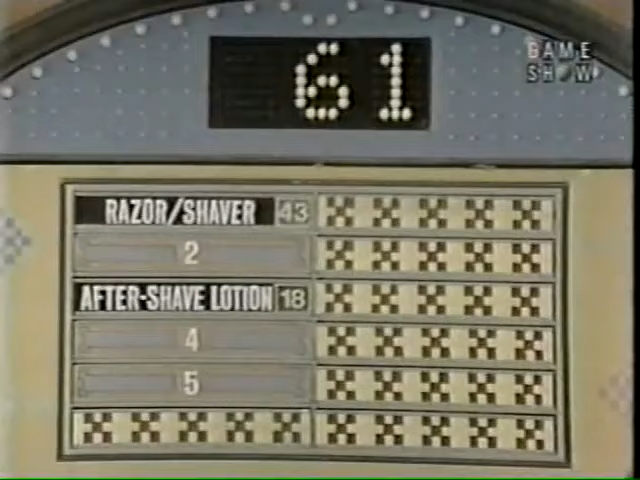 61
GAME
SHOW
RAZOR/SHAVER 43
2
AFTER-SHAVE LOTION 18
4
5